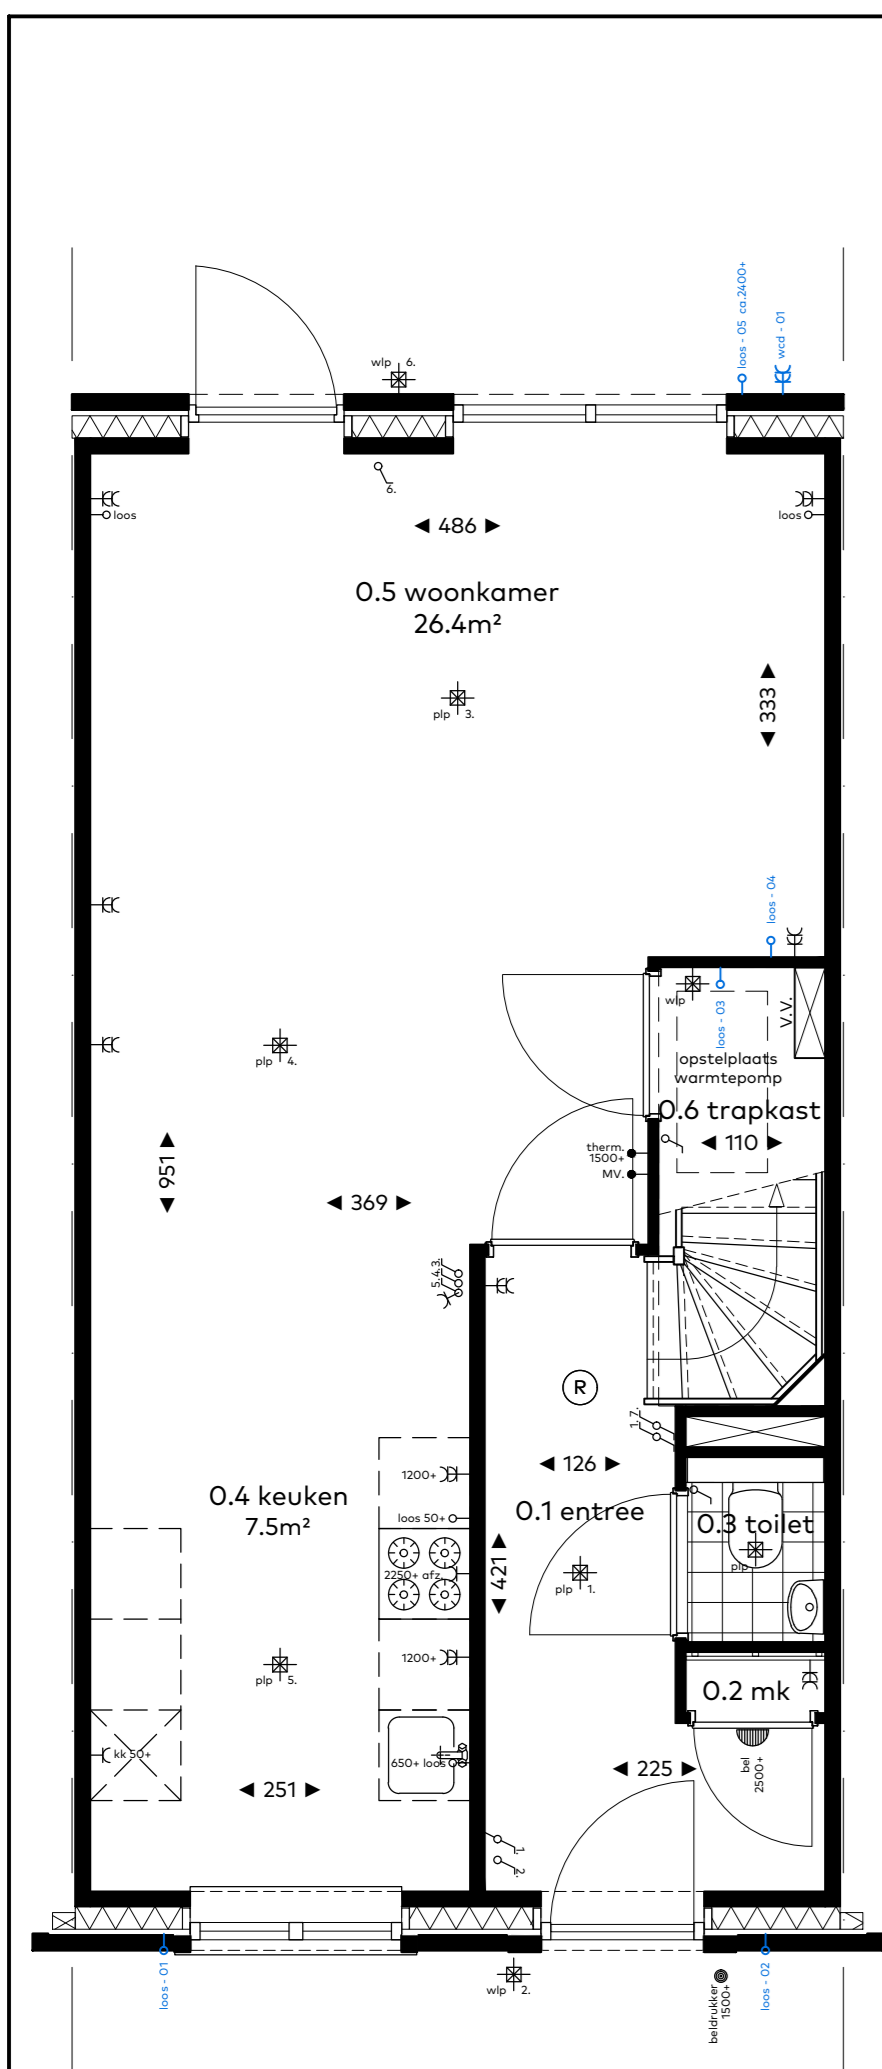 loos - 05 ca.2400+
wcd - 01
wlp 6.
6.
loos
loos
486
0.5 woonkamer
26.4m²
333
plp 3.
loos - 04
wlp
loos - 03
V.V.
plp 4.
opstelplaats
warmtepomp
0.6 trapkast
110
therm.
1500+
MV.
951
369
5.4.3.
R
1.7.
126
1200+
0.4 keuken
7.5m²
0.1 entree
loos 50+
0.3 toilet
2250+ afz.
421
plp
plp 1.
1200+
plp 5.
0.2 mk
kk 50+
650+ loos
bel
2500+
225
251
1.
2.
loos - 01
wlp 2.
beldrukker
1500+
loos - 02